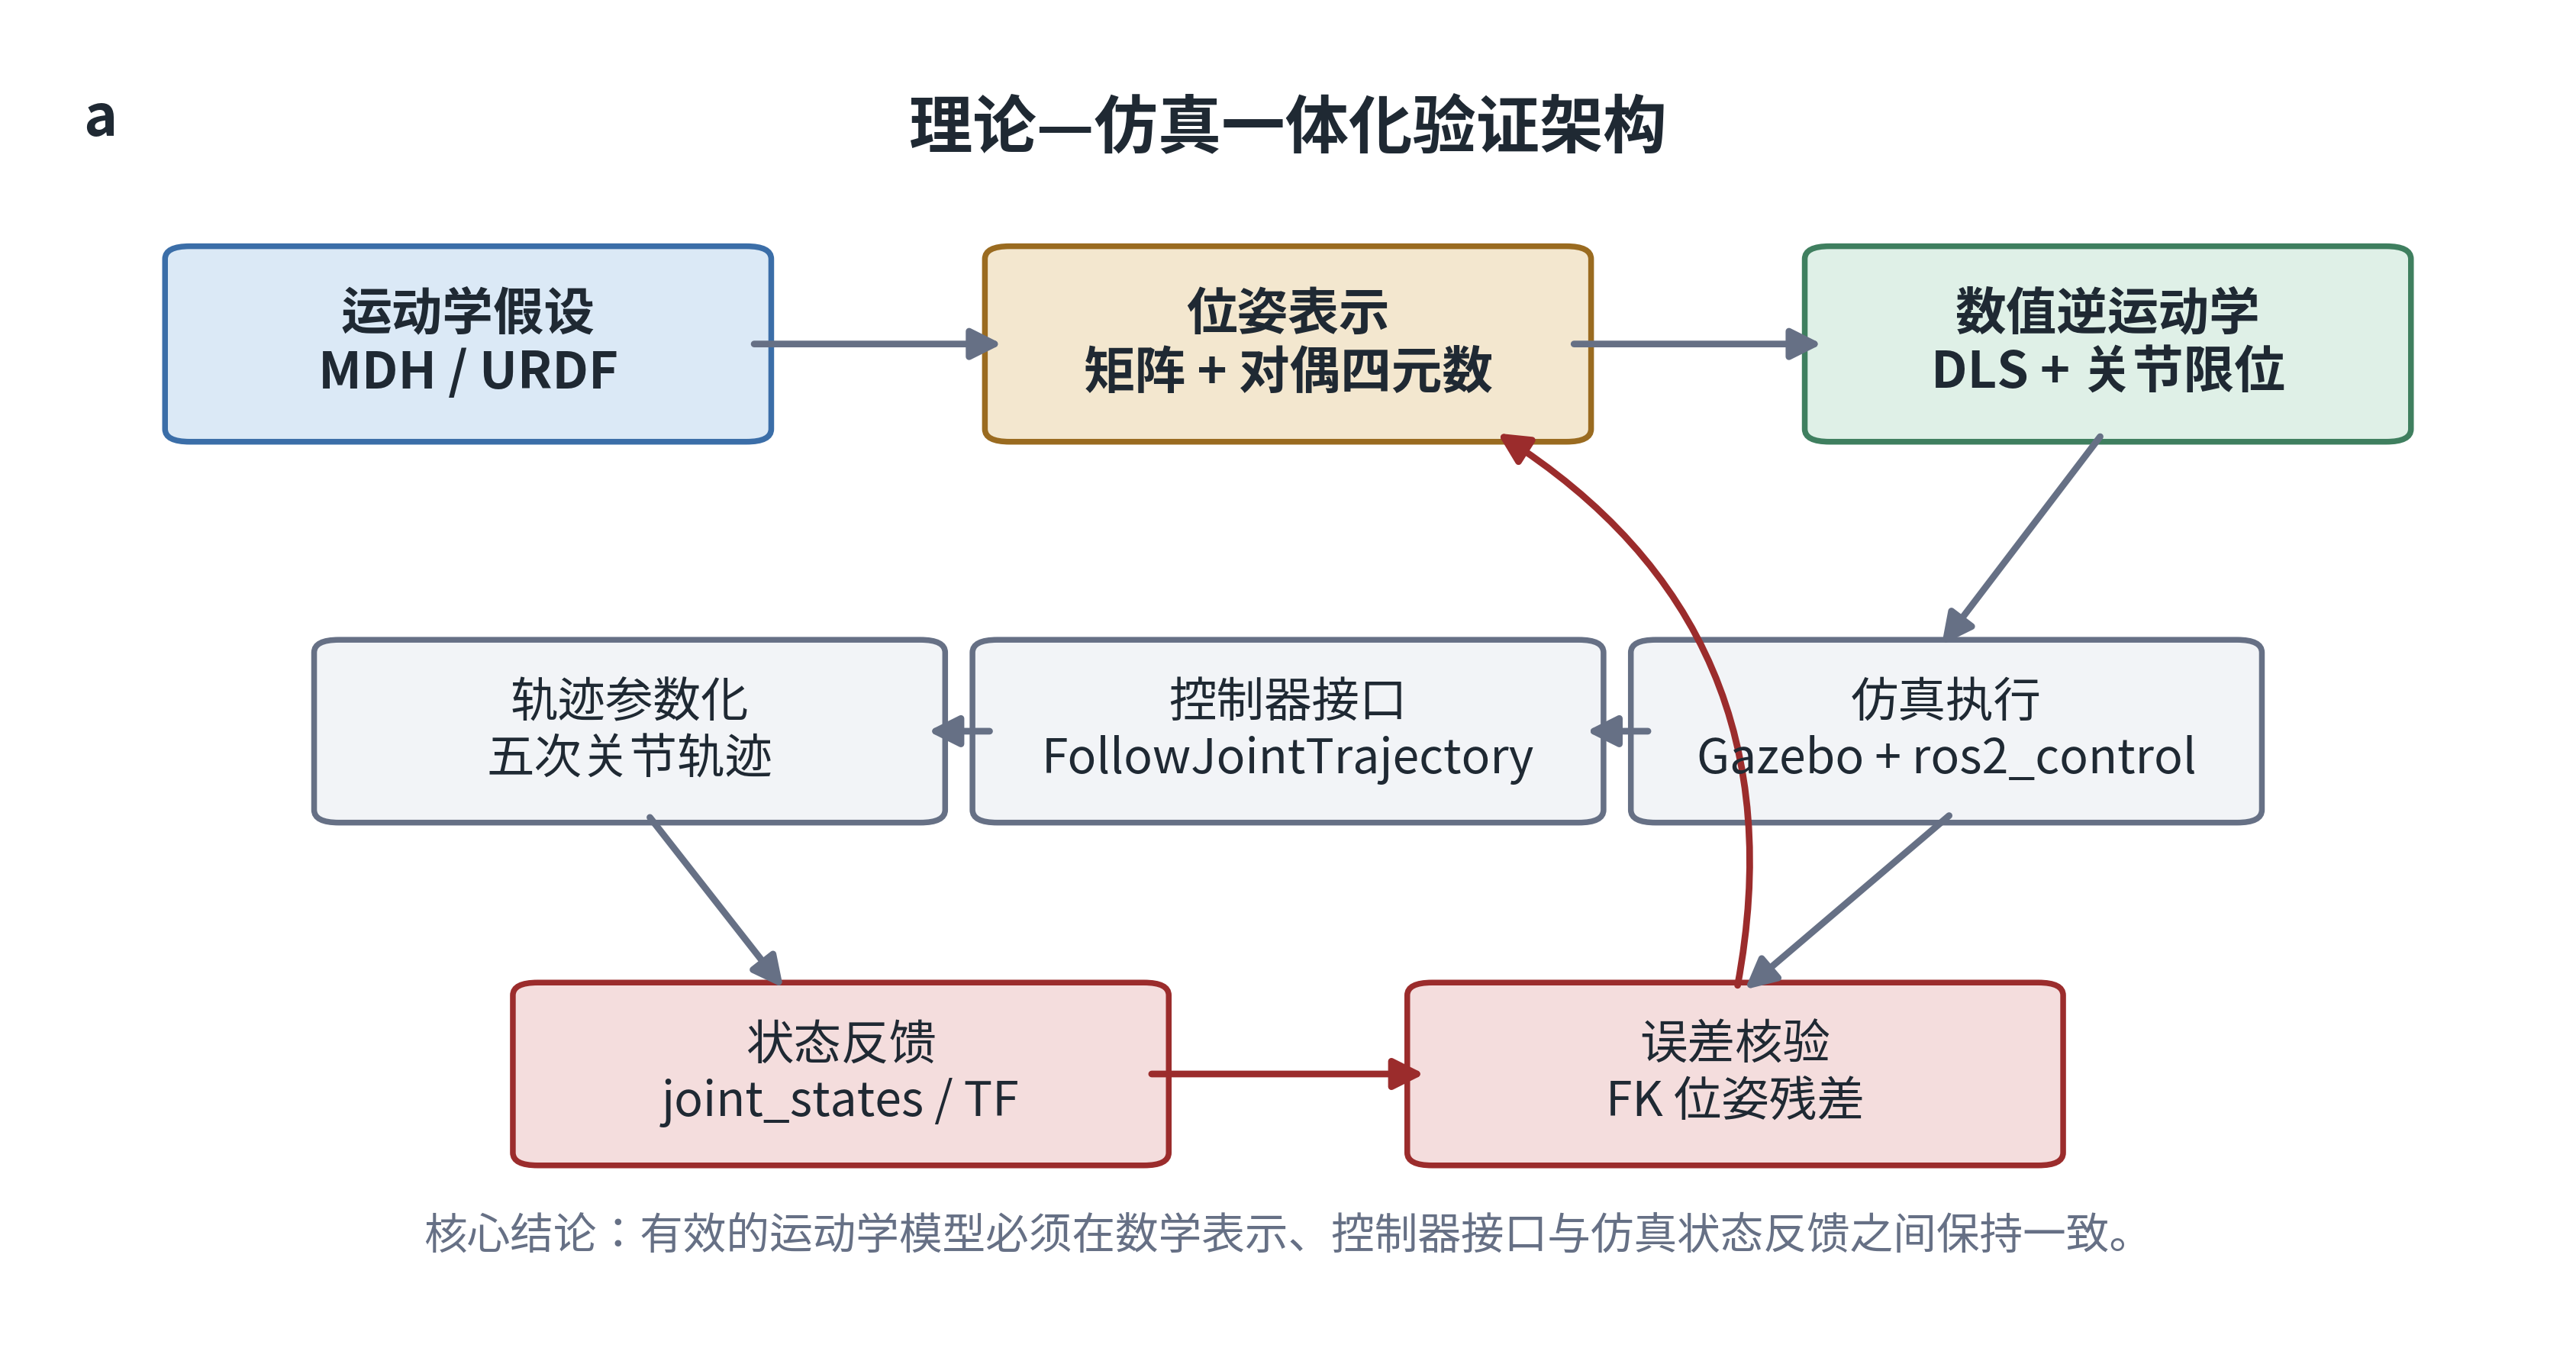 a
理论—仿真一体化验证架构
运动学假设
MDH / URDF
位姿表示
矩阵 + 对偶四元数
数值逆运动学
DLS + 关节限位
轨迹参数化
五次关节轨迹
控制器接口
FollowJointTrajectory
仿真执行
Gazebo + ros2_control
状态反馈
joint_states / TF
误差核验
FK 位姿残差
核心结论：有效的运动学模型必须在数学表示、控制器接口与仿真状态反馈之间保持一致。